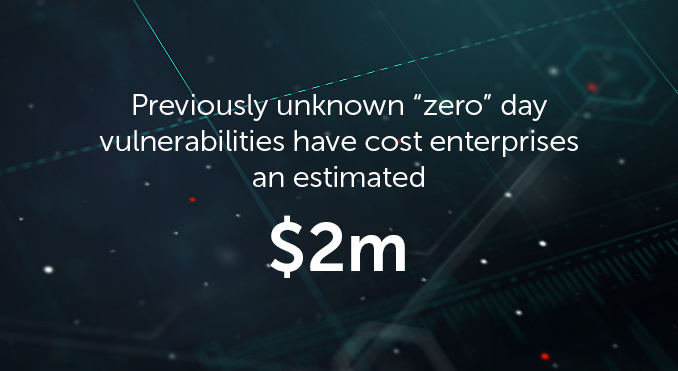 Previously unknown “zero” day
vulnerabilities have cost enterprises
an estimated
$2m